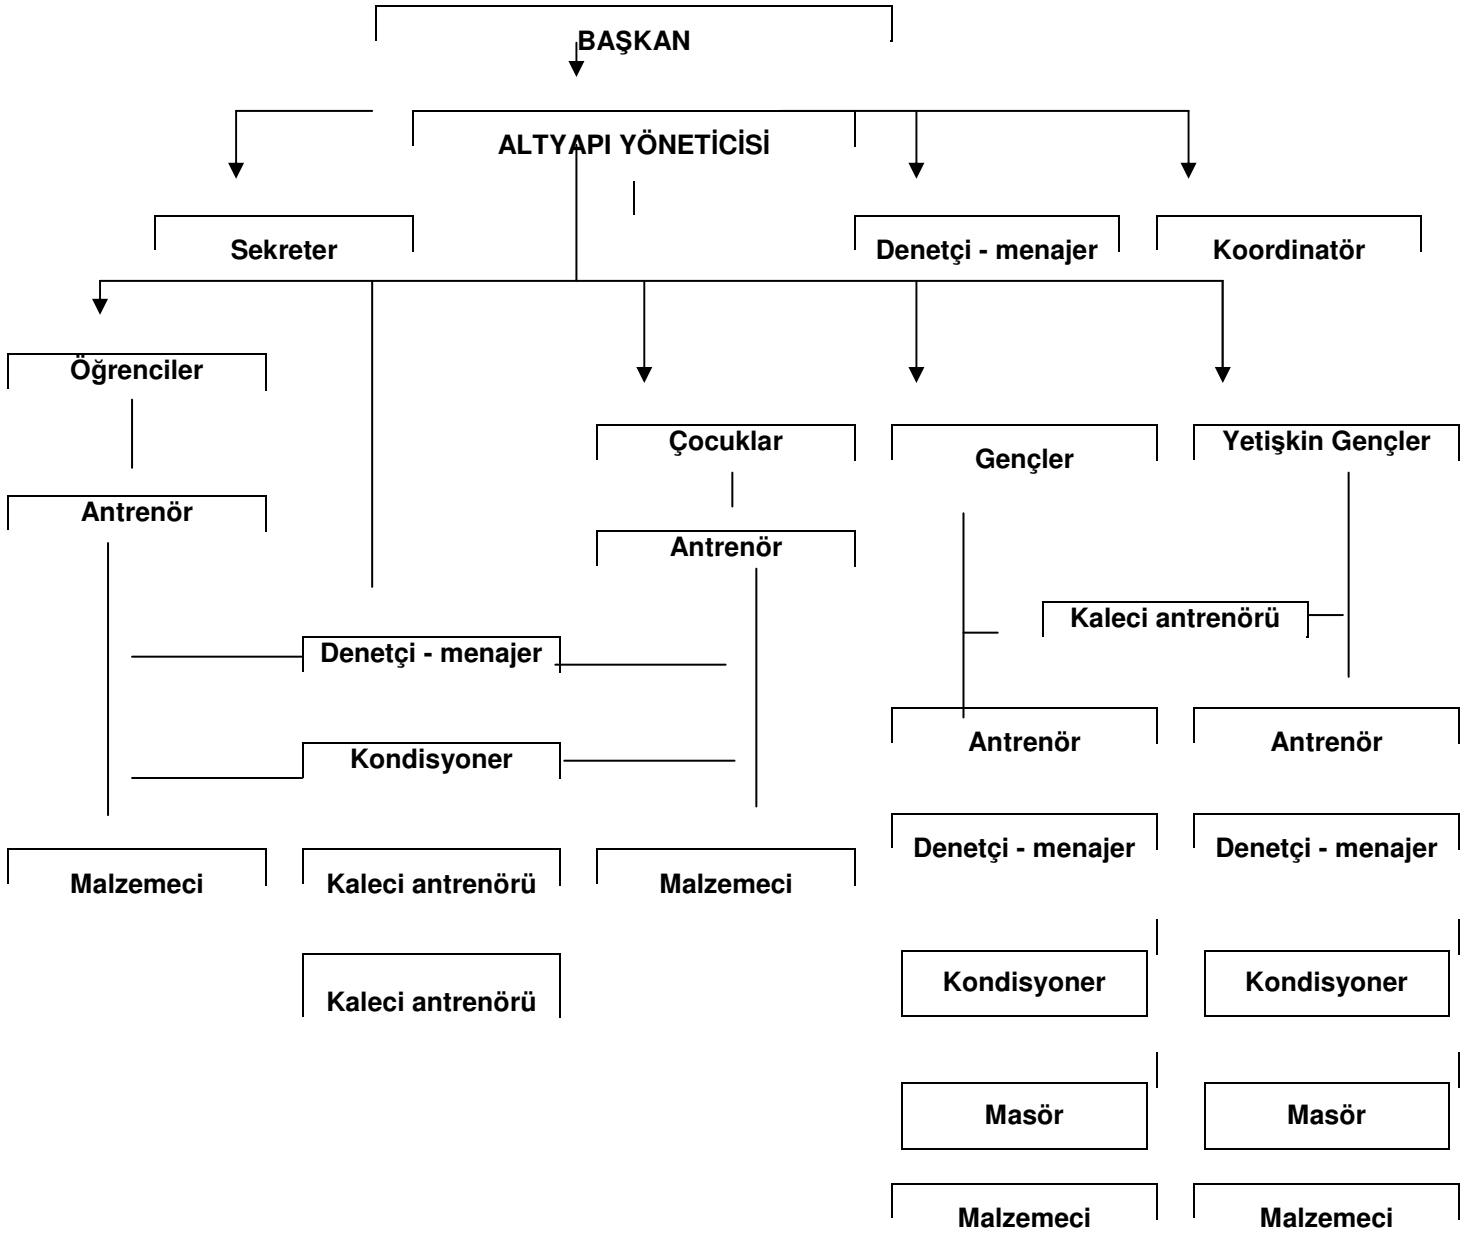 BAŞKAN
ALTYAPI YÖNETİCİSİ
Sekreter
Denetçi - menajer
Koordinatör
Öğrenciler
Çocuklar
Gençler
Yetişkin Gençler
Antrenör
Antrenör
Kaleci antrenörü
Denetçi - menajer
Antrenör
Antrenör
Kondisyoner
Denetçi - menajer
Denetçi - menajer
Malzemeci
Kaleci antrenörü
Malzemeci
Kondisyoner
Kondisyoner
Kaleci antrenörü
Masör
Masör
Malzemeci
Malzemeci